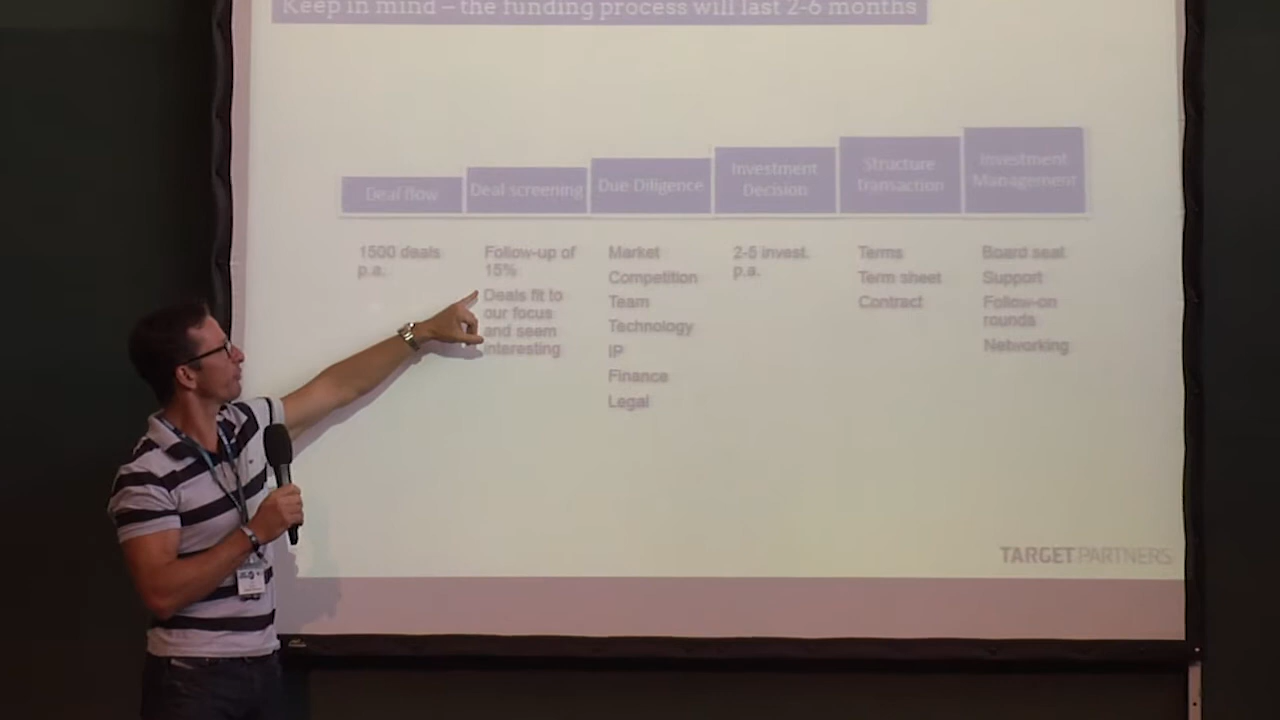 Keep in mind – the funding process will last 2-6 months
Deal flow
Deal screening
Due Diligence
Investment
Decision
Structure
Transaction
Investment
Management
1500 deals
p.a.
Follow-up of
15%
Deals fit to
our focus
and seem
interesting
Market
Competition
Team
Technology
IP
Finance
Legal
2-5 invest.
p.a.
Terms
Term sheet
Contract
Board seat
Support
Follow-on
rounds
Networking
TARGETPARTNERS